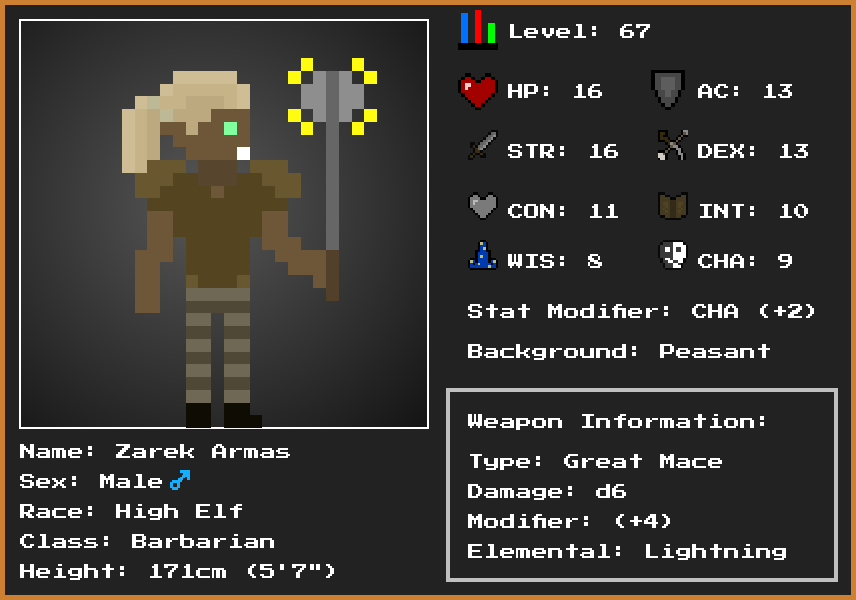 Level: 67
HP: 16 AC: 13
STR: 16 DEX: 13
CON: 11 INT: 10
WIS: 8 CHA: 9
Stat Modifier: CHA (+2)
Background: Peasant
Weapon Information:
Type: Great Mace
Damage: d6
Modifier: (+4)
Elemental: Lightning
Name: Zarek Armas
Sex: Male ♂
Race: High Elf
Class: Barbarian
Height: 171cm (5'7")